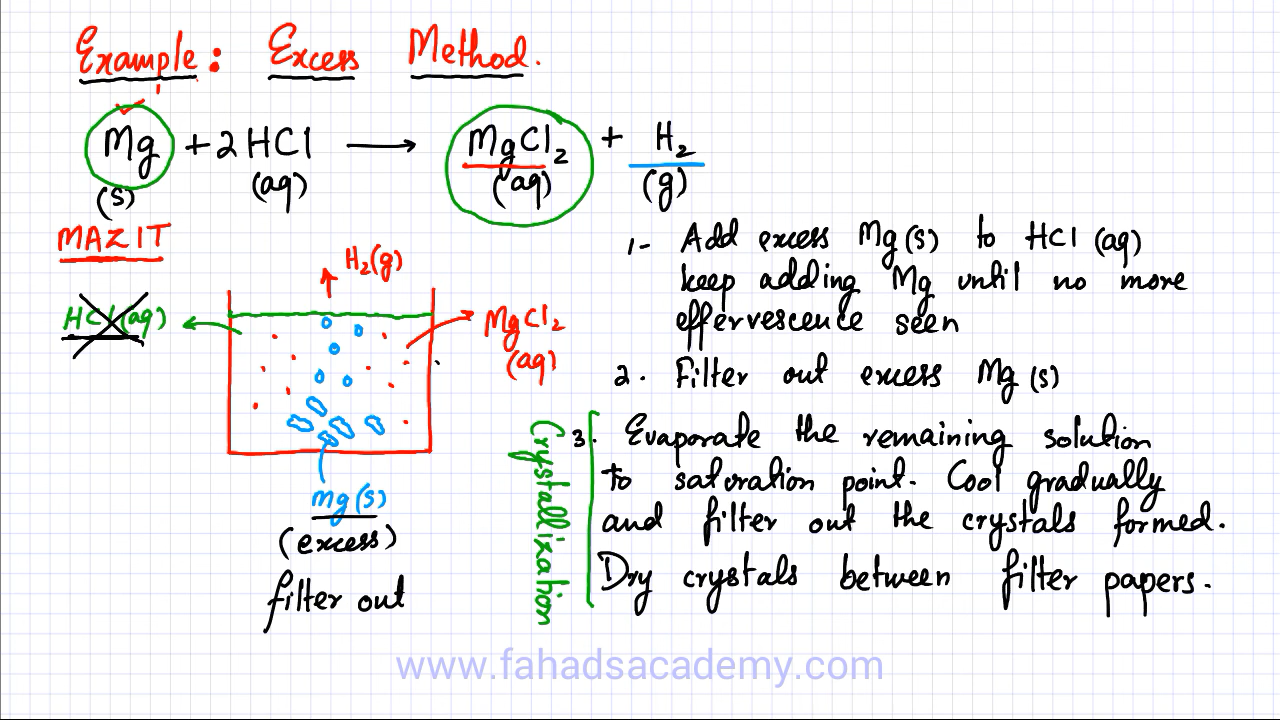 Example: Excess Method.
Mg + 2HCl ⟶ MgCl₂ + H₂
(s) (aq) (aq) (g)
MAZIT
1- Add excess Mg(s) to HCl (aq)
keep adding Mg until no more
effervescence seen
2. Filter out excess Mg(s)
3. Evaporate the remaining solution
to saturation point. Cool gradually
and filter out the crystals formed.
Dry crystals between filter papers.
Crystallization
H₂(g)
HCl(aq)
MgCl₂
(aq)
Mg(s)
(excess)
filter out
www.fahadsacademy.com